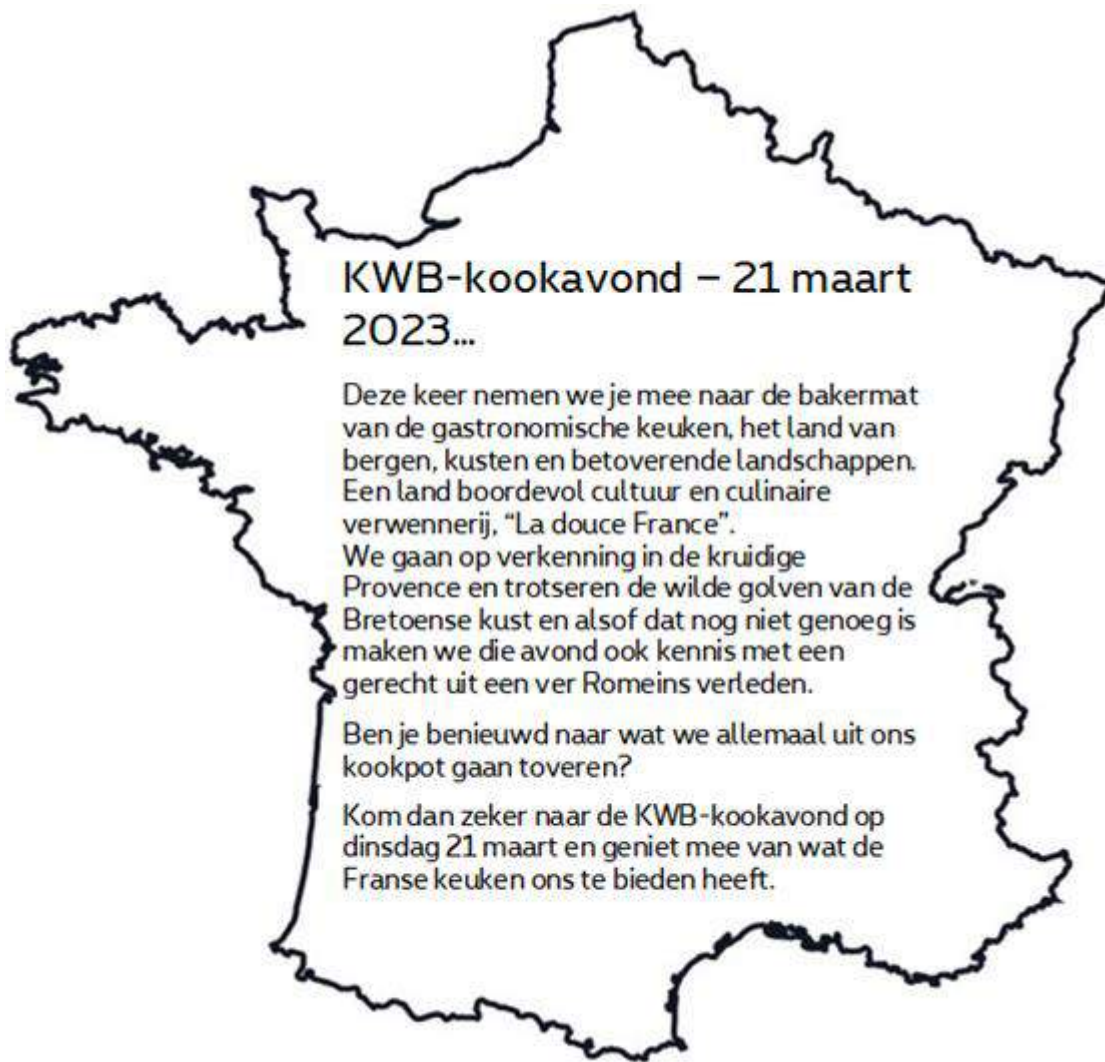 KWB-kookavond – 21 maart
2023...
Deze keer nemen we je mee naar de bakermat
van de gastronomische keuken, het land van
bergen, kusten en betoverende landschappen.
Een land boordevol cultuur en culinaire
verwennerij, “La douce France”.
We gaan op verkenning in de kruidige
Provence en trotseren de wilde golven van de
Bretoense kust en alsof dat nog niet genoeg is
maken we die avond ook kennis met een
gerecht uit een ver Romeins verleden.
Ben je benieuwd naar wat we allemaal uit ons
kookpot gaan toveren?
Kom dan zeker naar de KWB-kookavond op
dinsdag 21 maart en geniet mee van wat de
Franse keuken ons te bieden heeft.